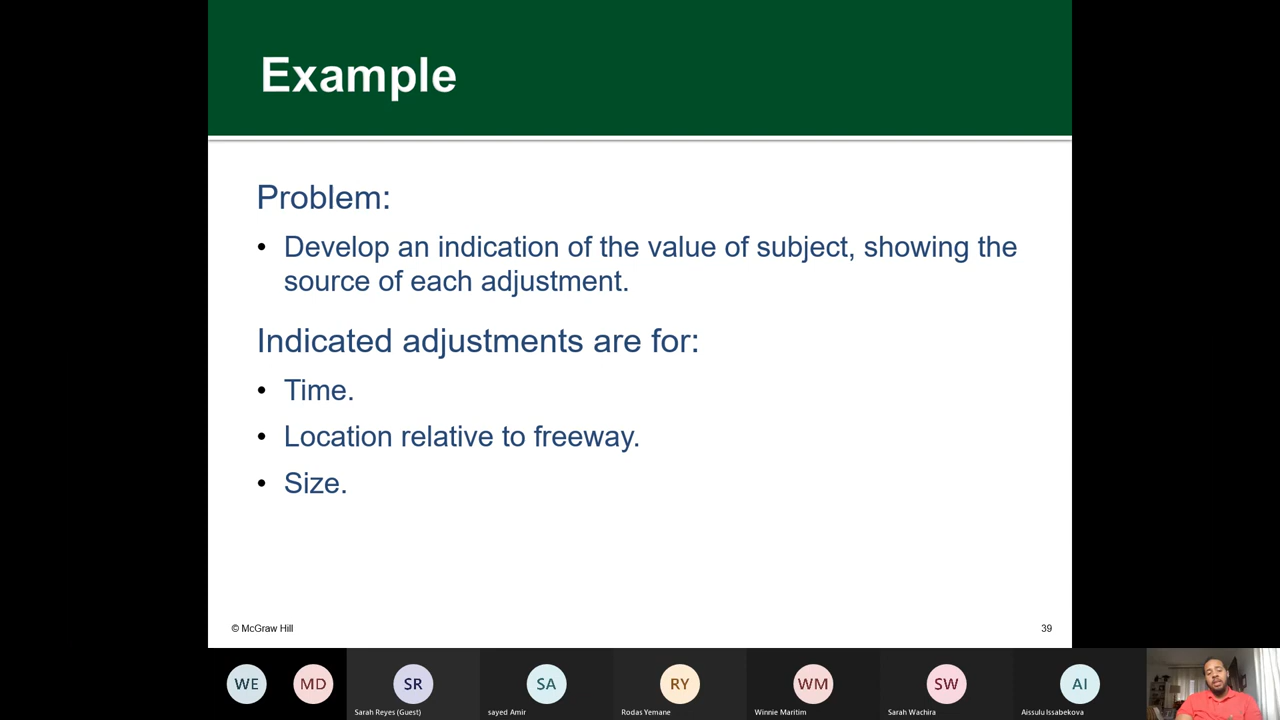 Example
Problem:
• Develop an indication of the value of subject, showing the
source of each adjustment.
Indicated adjustments are for:
• Time.
• Location relative to freeway.
• Size.
© McGraw Hill
39
WE
MD
SR
SA
RY
WM
SW
AI
Sarah Reyes (Guest)
sayed Amir
Rodas Yemane
Winnie Maritim
Sarah Wachira
Aissulu Issabekova